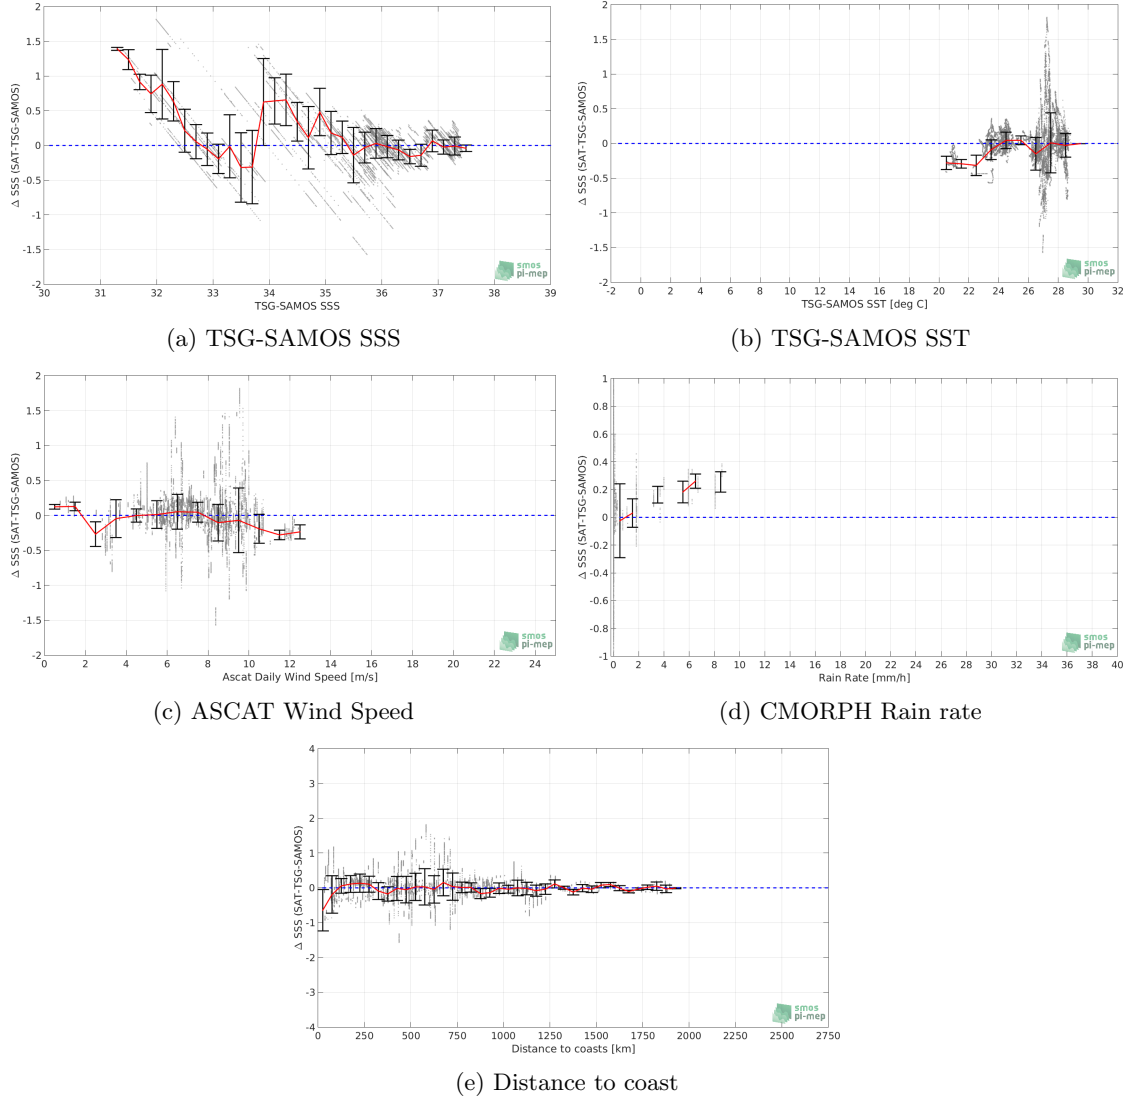 2
1.5
1
0.5
0
-0.5
-1
-1.5
-2
Δ SSS (SAT-TSG-SAMOS)
30 31 32 33 34 35 36 37 38 39
TSG-SAMOS SSS
smos
pi-mep
(a) TSG-SAMOS SSS
2
1.5
1
0.5
0
-0.5
-1
-1.5
-2
Δ SSS (SAT-TSG-SAMOS)
-2 0 2 4 6 8 10 12 14 16 18 20 22 24 26 28 30 32
TSG-SAMOS SST [deg C]
smos
pi-mep
(b) TSG-SAMOS SST
2
1.5
1
0.5
0
-0.5
-1
-1.5
-2
Δ SSS (SAT-TSG-SAMOS)
0 2 4 6 8 10 12 14 16 18 20 22 24
Ascat Daily Wind Speed [m/s]
smos
pi-mep
(c) ASCAT Wind Speed
1
0.8
0.6
0.4
0.2
0
-0.2
-0.4
-0.6
-0.8
-1
Δ SSS (SAT-TSG-SAMOS)
0 2 4 6 8 10 12 14 16 18 20 22 24 26 28 30 32 34 36 38 40
Rain Rate [mm/h]
smos
pi-mep
(d) CMORPH Rain rate
4
3
2
1
0
-1
-2
-3
-4
Δ SSS (SAT-TSG-SAMOS)
0 250 500 750 1000 1250 1500 1750 2000 2250 2500 2750
Distance to coasts [km]
smos
pi-mep
(e) Distance to coast